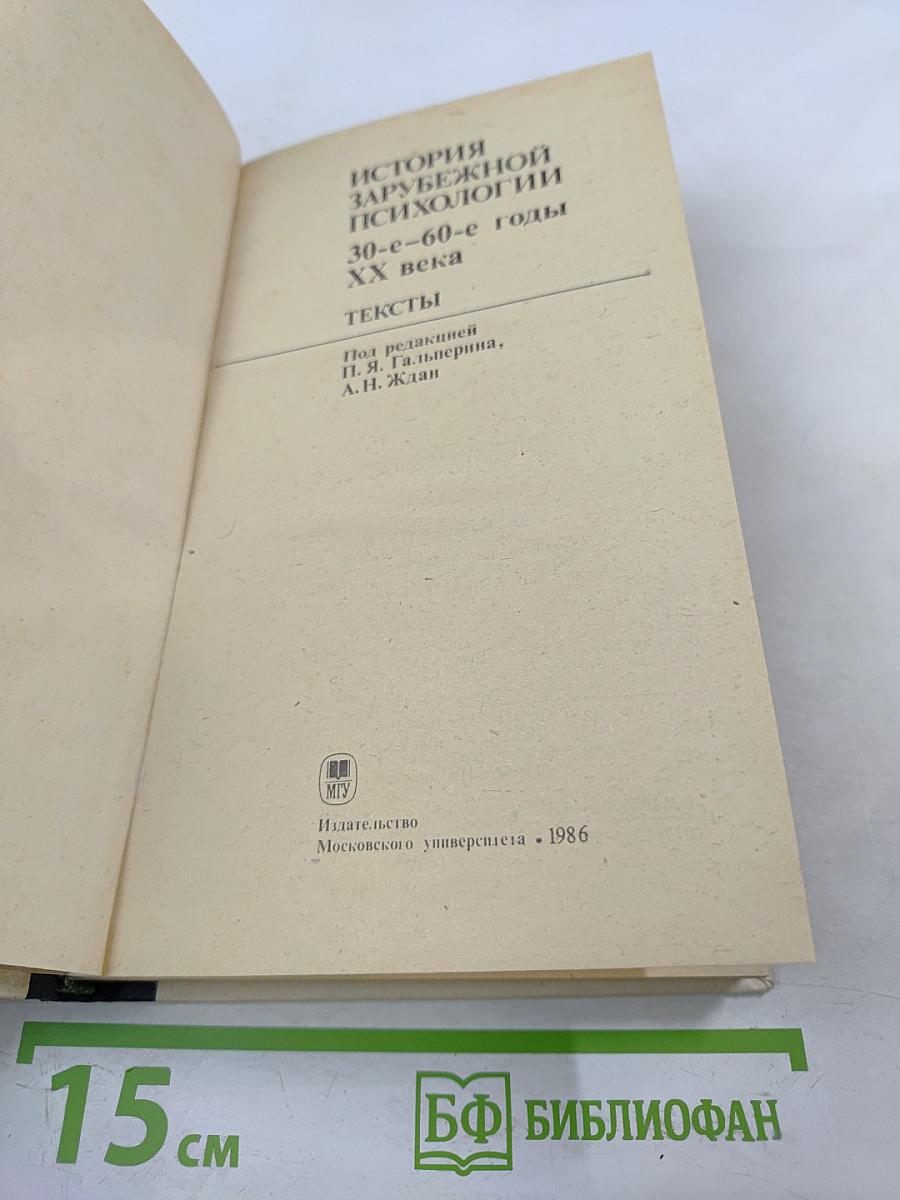 ИСТОРИЯ
ЗАРУБЕЖНОЙ
ПСИХОЛОГИИ
30-е–60-е годы
XX века
ТЕКСТЫ
Под редакцией
П. Я. Гальперина,
А. Н. Ждан
МГУ
Издательство
Московского университета • 1986
15 см
БФ БИБЛИОФАН